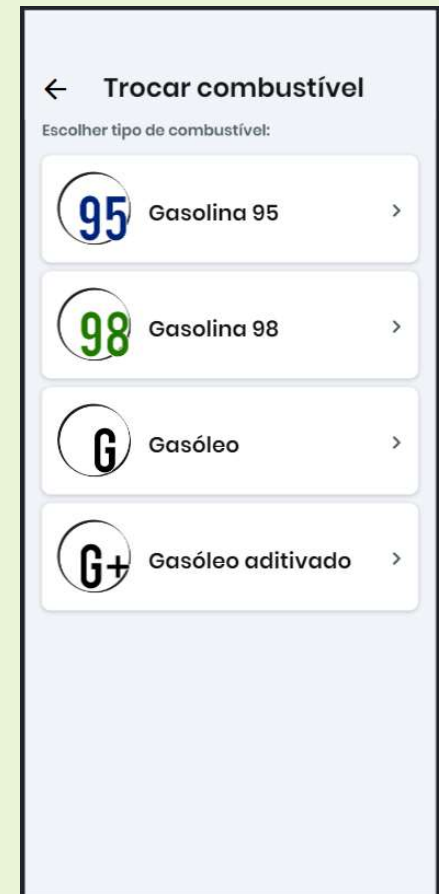 Trocar combustível
Escolher tipo de combustível:
95 Gasolina 95
98 Gasolina 98
G Gasóleo
G+ Gasóleo aditivado